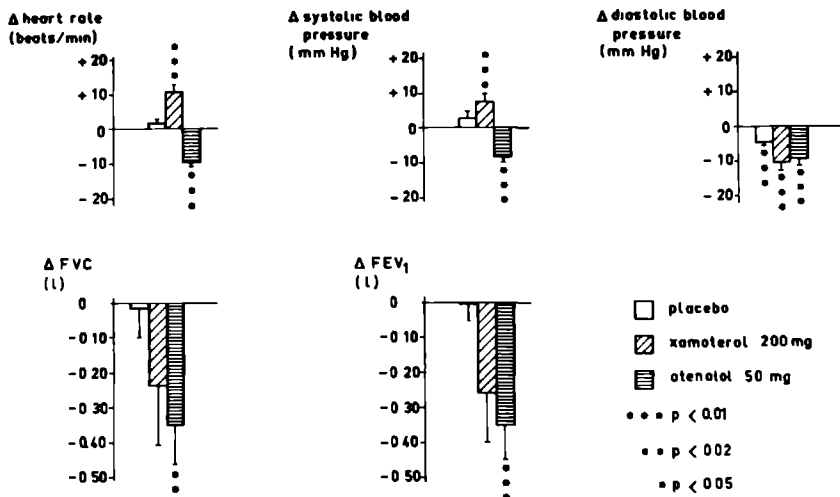 Δ heart rate
(beats/min)
+ 20
+ 10
0
- 10
- 20
Δ systolic blood
pressure
(mm Hg)
+ 20
+ 10
0
- 10
- 20
Δ diastolic blood
pressure
(mm Hg)
+ 20
+ 10
0
- 10
- 20
Δ FVC
(l)
0
- 0.10
- 0.20
- 0.30
- 0.40
- 0.50
Δ FEV₁
(l)
0
- 0.10
- 0.20
- 0.30
- 0.40
- 0.50
placebo
xamoterol 200mg
atenolol 50 mg
• • • p < 0.01
• • p < 0.02
• p < 0.05